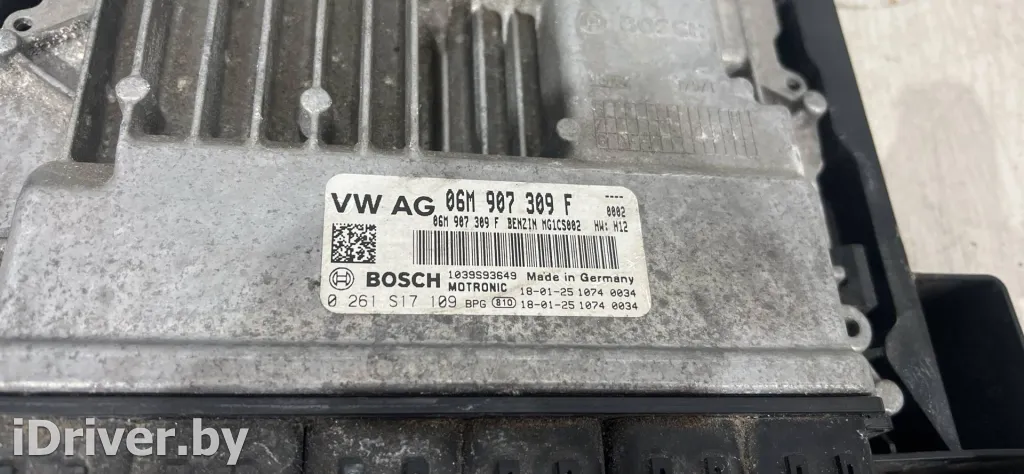 BOSCH
VW AG 06M 907 309 F ----
06M 907 309 F BENZIN MG1CS002 0002
HW: H12
BOSCH 1039S93649 Made in Germany
MOTRONIC 18-01-25 1074 0034
0 261 S17 109 BPG 810 18-01-25 1074 0034
iDriver.by